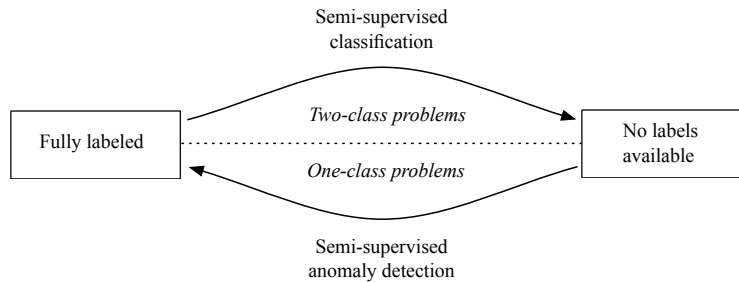 Semi-supervised
classification
Fully labeled
Two-class problems
One-class problems
No labels
available
Semi-supervised
anomaly detection